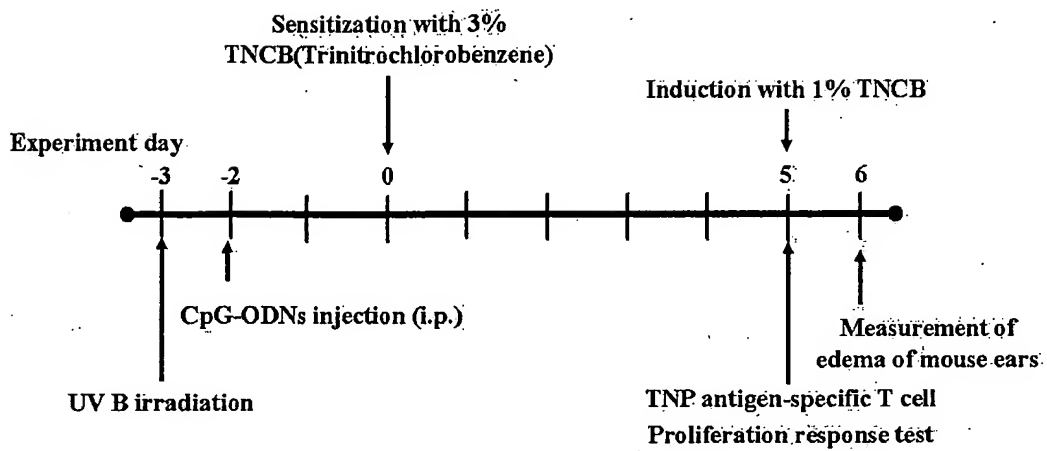 Sensitization with 3%
TNCB(Trinitrochlorobenzene)
Induction with 1% TNCB
Experiment day
-3 -2 0 5 6
CpG-ODNs injection (i.p.)
Measurement of
edema of mouse ears
UV B irradiation
TNP antigen-specific T cell
Proliferation response test